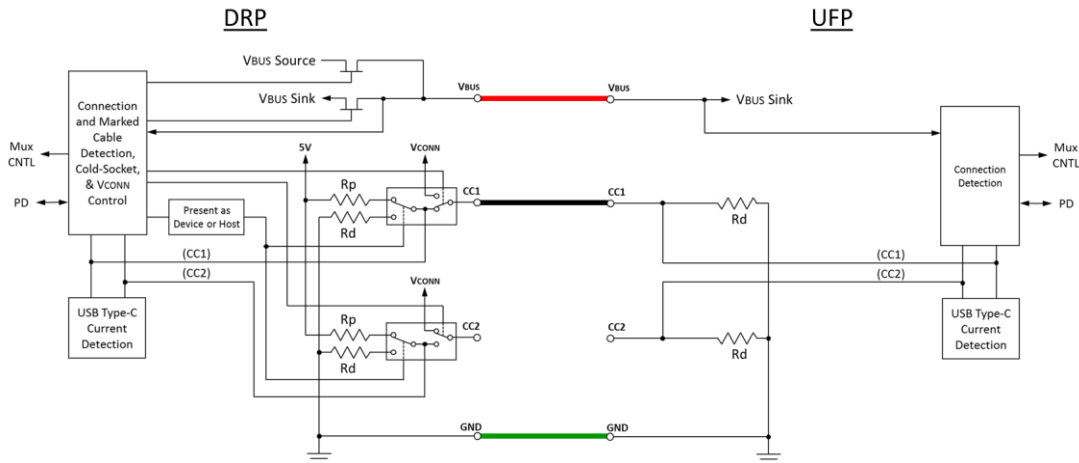 DRP
UFP
VBUS Source
VBUS Sink
VBUS
VBUS
VBUS Sink
Connection
and Marked
Cable
Detection,
Cold-Socket,
& VCONN
Control
Mux
CNTL
PD
Present as
Device or Host
5V
VCONN
Rp
Rd
CC1
CC1
Rd
Connection
Detection
Mux
CNTL
PD
(CC1)
(CC2)
(CC1)
(CC2)
USB Type-C
Current
Detection
VCONN
Rp
Rd
CC2
CC2
Rd
USB Type-C
Current
Detection
GND
GND